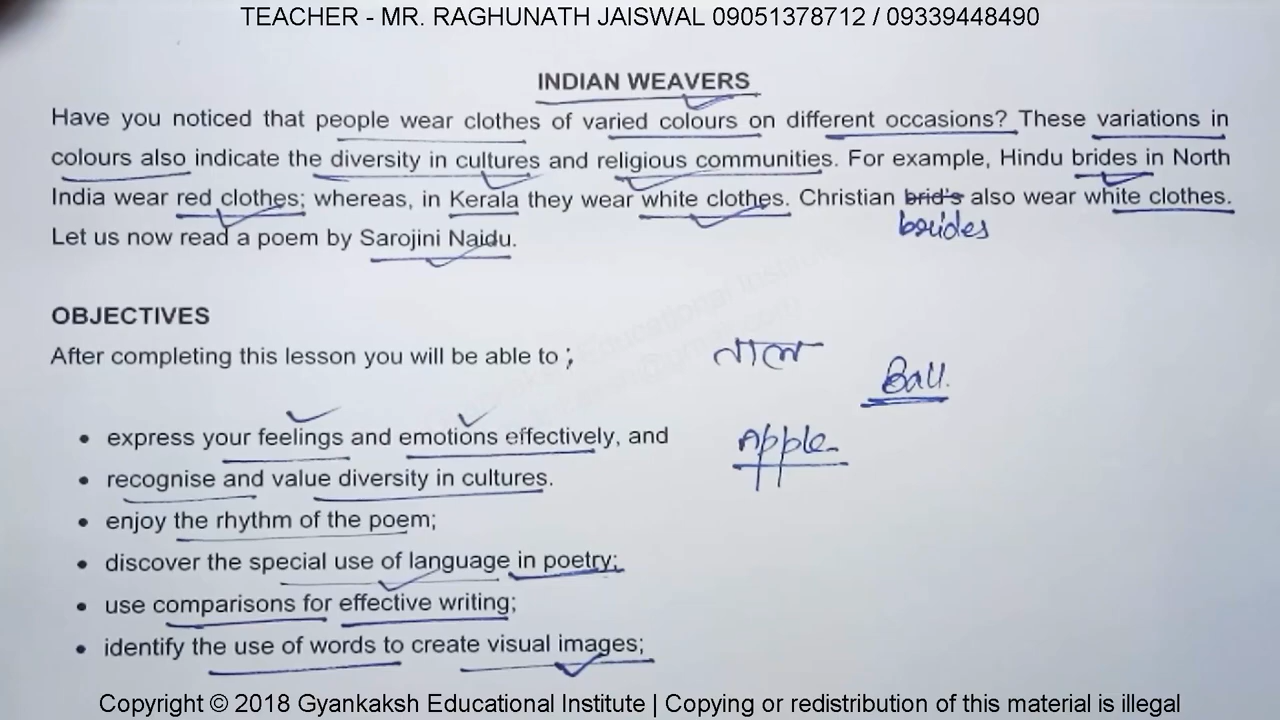 TEACHER - MR. RAGHUNATH JAISWAL 09051378712 / 09339448490
INDIAN WEAVERS
Have you noticed that people wear clothes of varied colours on different occasions? These variations in
colours also indicate the diversity in cultures and religious communities. For example, Hindu brides in North
India wear red clothes; whereas, in Kerala they wear white clothes. Christian brid's also wear white clothes.
brides
Let us now read a poem by Sarojini Naidu.
OBJECTIVES
After completing this lesson you will be able to ;
Ball.
• express your feelings and emotions effectively, and
Apple
• recognise and value diversity in cultures.
• enjoy the rhythm of the poem;
• discover the special use of language in poetry;
• use comparisons for effective writing;
• identify the use of words to create visual images;
Copyright © 2018 Gyankaksh Educational Institute | Copying or redistribution of this material is illegal